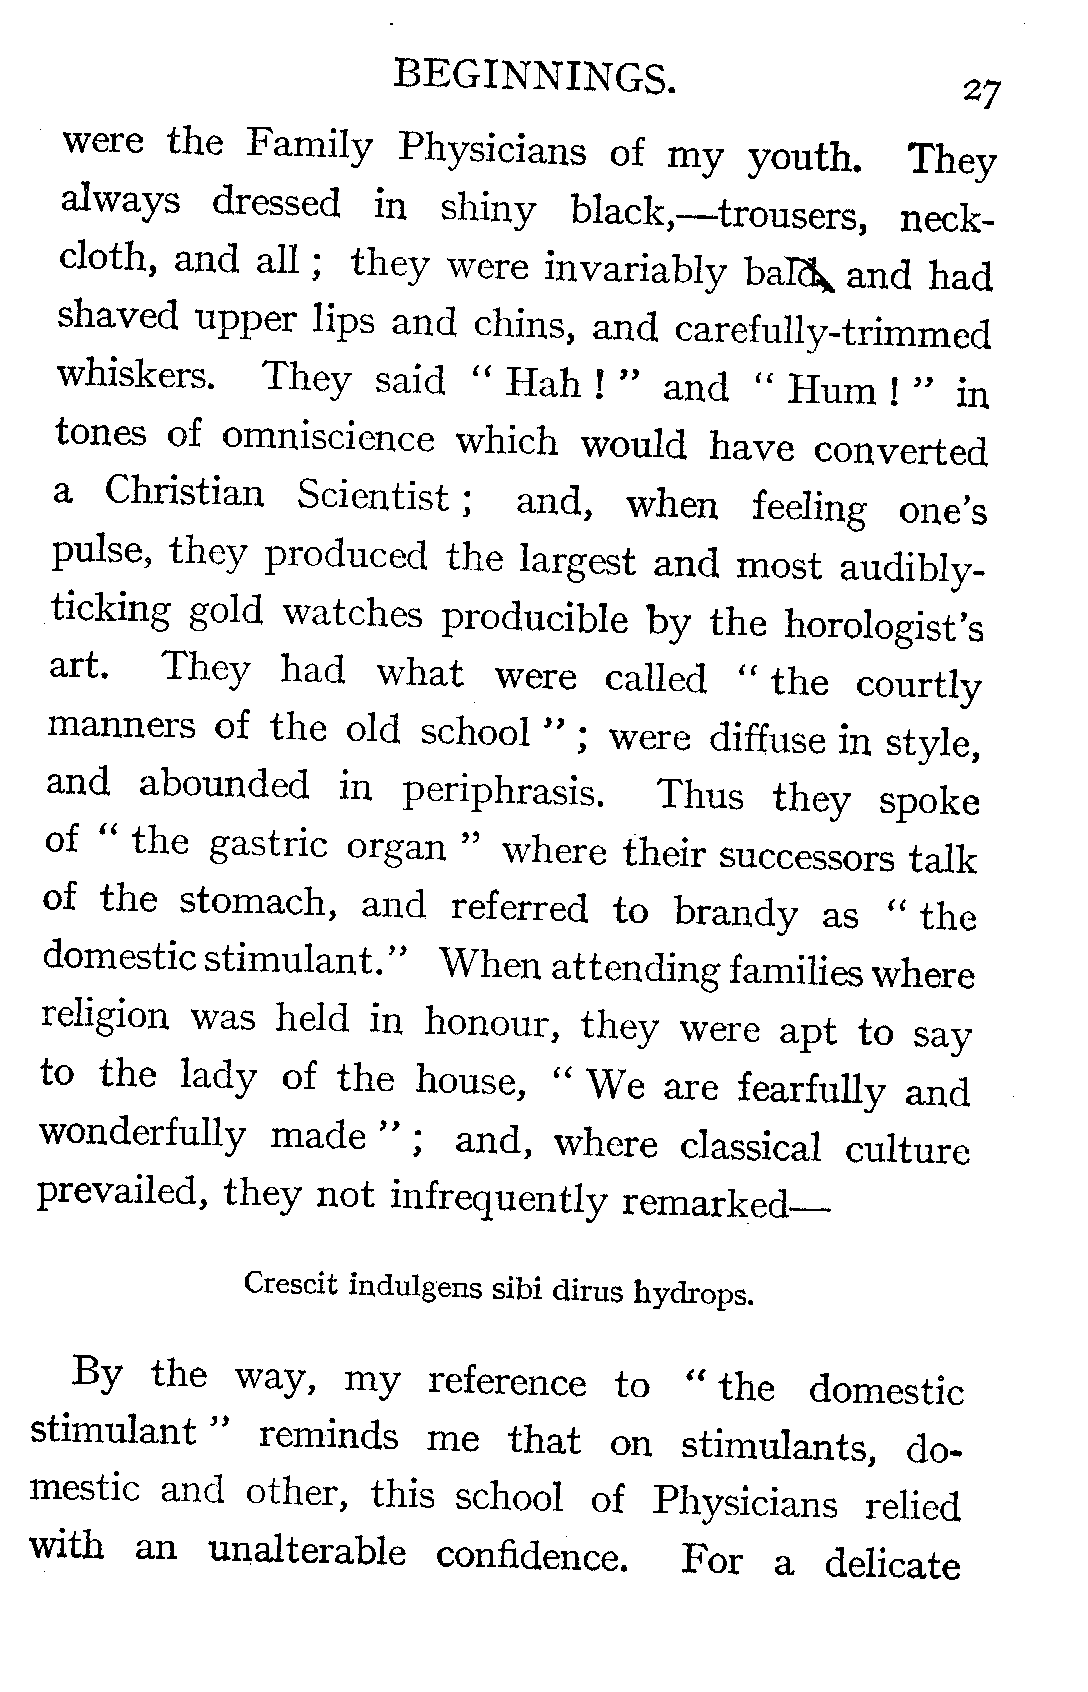 BEGINNINGS. 27
were the Family Physicians of my youth. They
always dressed in shiny black,—trousers, neck-
cloth, and all ; they were invariably bald, and had
shaved upper lips and chins, and carefully-trimmed
whiskers. They said “ Hah ! ” and “ Hum ! ” in
tones of omniscience which would have converted
a Christian Scientist ; and, when feeling one’s
pulse, they produced the largest and most audibly-
ticking gold watches producible by the horologist’s
art. They had what were called “ the courtly
manners of the old school ” ; were diffuse in style,
and abounded in periphrasis. Thus they spoke
of “ the gastric organ ” where their successors talk
of the stomach, and referred to brandy as “ the
domestic stimulant.” When attending families where
religion was held in honour, they were apt to say
to the lady of the house, “ We are fearfully and
wonderfully made ” ; and, where classical culture
prevailed, they not infrequently remarked—
Crescit indulgens sibi dirus hydrops.
By the way, my reference to “ the domestic
stimulant ” reminds me that on stimulants, do-
mestic and other, this school of Physicians relied
with an unalterable confidence. For a delicate